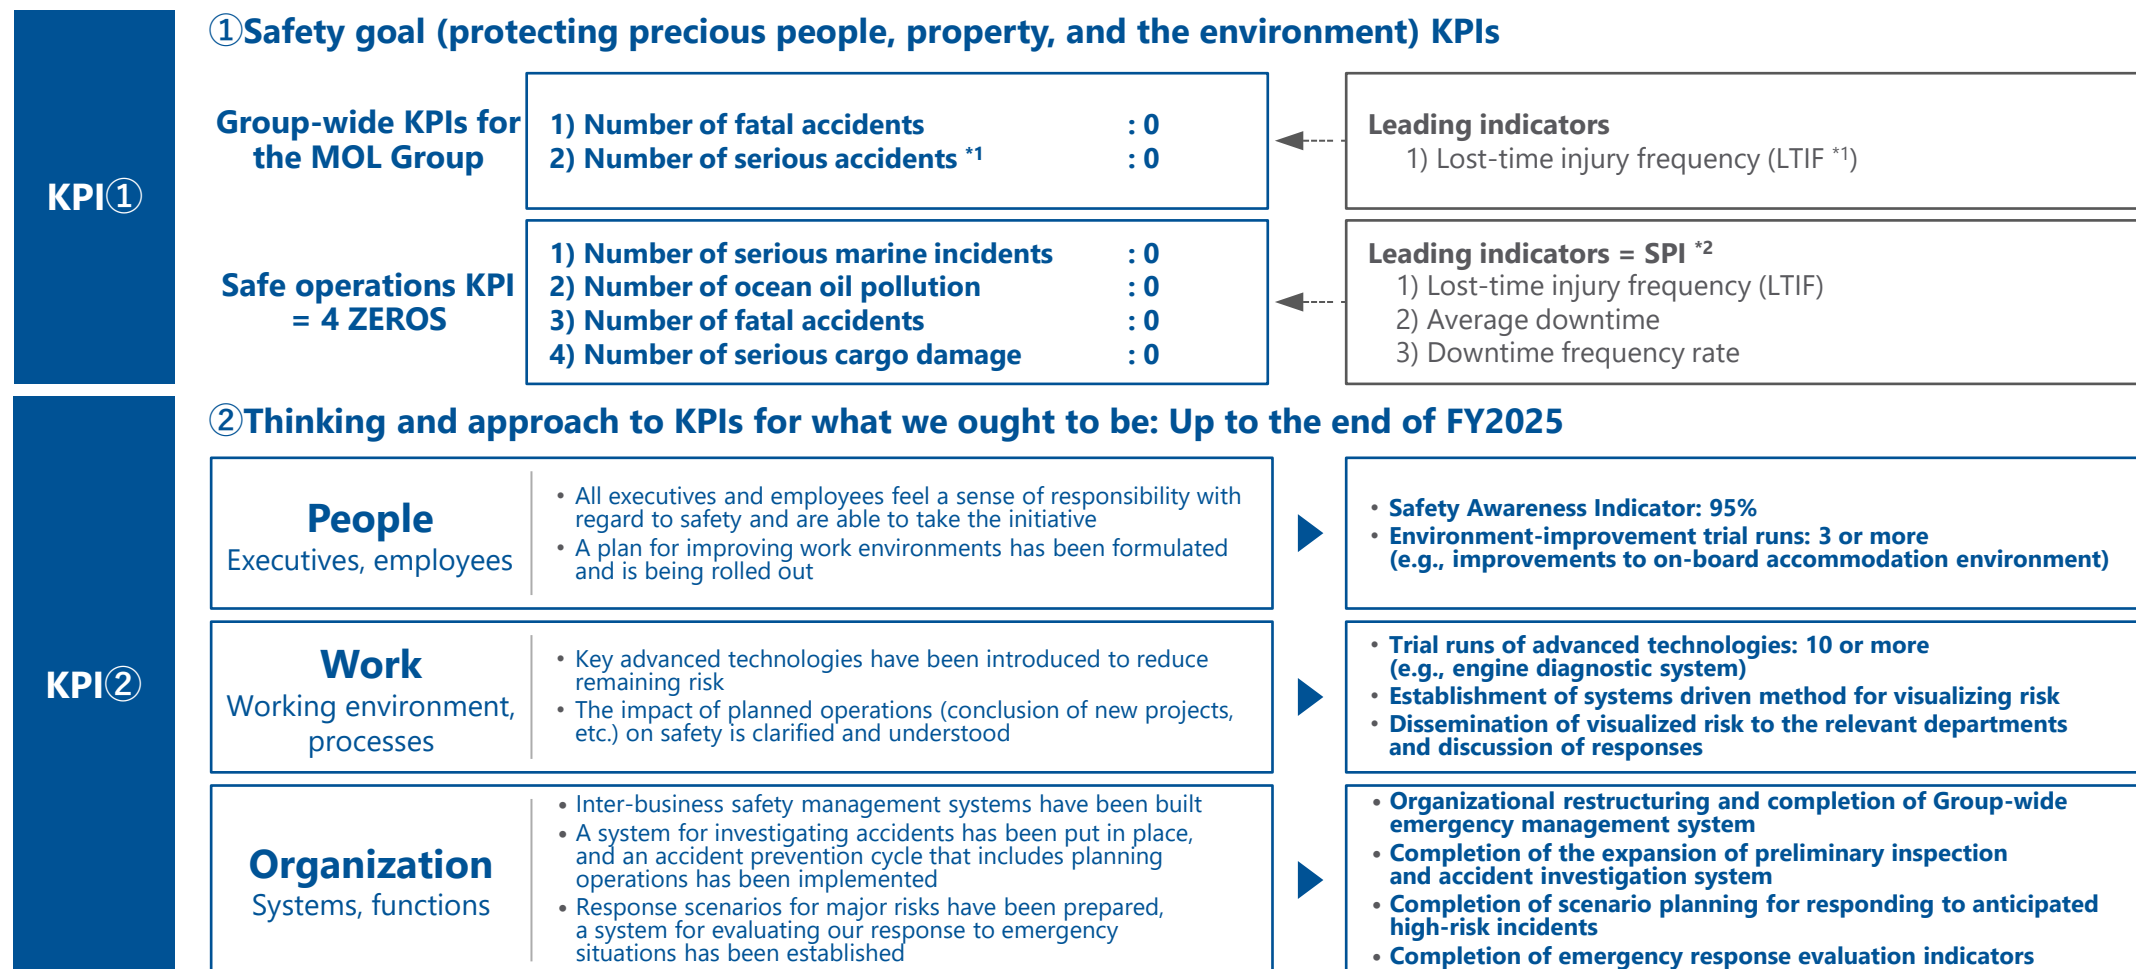 KPI①
①Safety goal (protecting precious people, property, and the environment) KPIs
Group-wide KPIs for
the MOL Group
1) Number of fatal accidents : 0
2) Number of serious accidents *1 : 0
Leading indicators
1) Lost-time injury frequency (LTIF *1)
Safe operations KPI
= 4 ZEROS
1) Number of serious marine incidents : 0
2) Number of ocean oil pollution : 0
3) Number of fatal accidents : 0
4) Number of serious cargo damage : 0
Leading indicators = SPI *2
1) Lost-time injury frequency (LTIF)
2) Average downtime
3) Downtime frequency rate
KPI②
②Thinking and approach to KPIs for what we ought to be: Up to the end of FY2025
People
Executives, employees
• All executives and employees feel a sense of responsibility with
regard to safety and are able to take the initiative
• A plan for improving work environments has been formulated
and is being rolled out
• Safety Awareness Indicator: 95%
• Environment-improvement trial runs: 3 or more
(e.g., improvements to on-board accommodation environment)
Work
Working environment,
processes
• Key advanced technologies have been introduced to reduce
remaining risk
• The impact of planned operations (conclusion of new projects,
etc.) on safety is clarified and understood
• Trial runs of advanced technologies: 10 or more
(e.g., engine diagnostic system)
• Establishment of systems driven method for visualizing risk
• Dissemination of visualized risk to the relevant departments
and discussion of responses
Organization
Systems, functions
• Inter-business safety management systems have been built
• A system for investigating accidents has been put in place,
and an accident prevention cycle that includes planning
operations has been implemented
• Response scenarios for major risks have been prepared,
a system for evaluating our response to emergency
situations has been established
• Organizational restructuring and completion of Group-wide
emergency management system
• Completion of the expansion of preliminary inspection
and accident investigation system
• Completion of scenario planning for responding to anticipated
high-risk incidents
• Completion of emergency response evaluation indicators